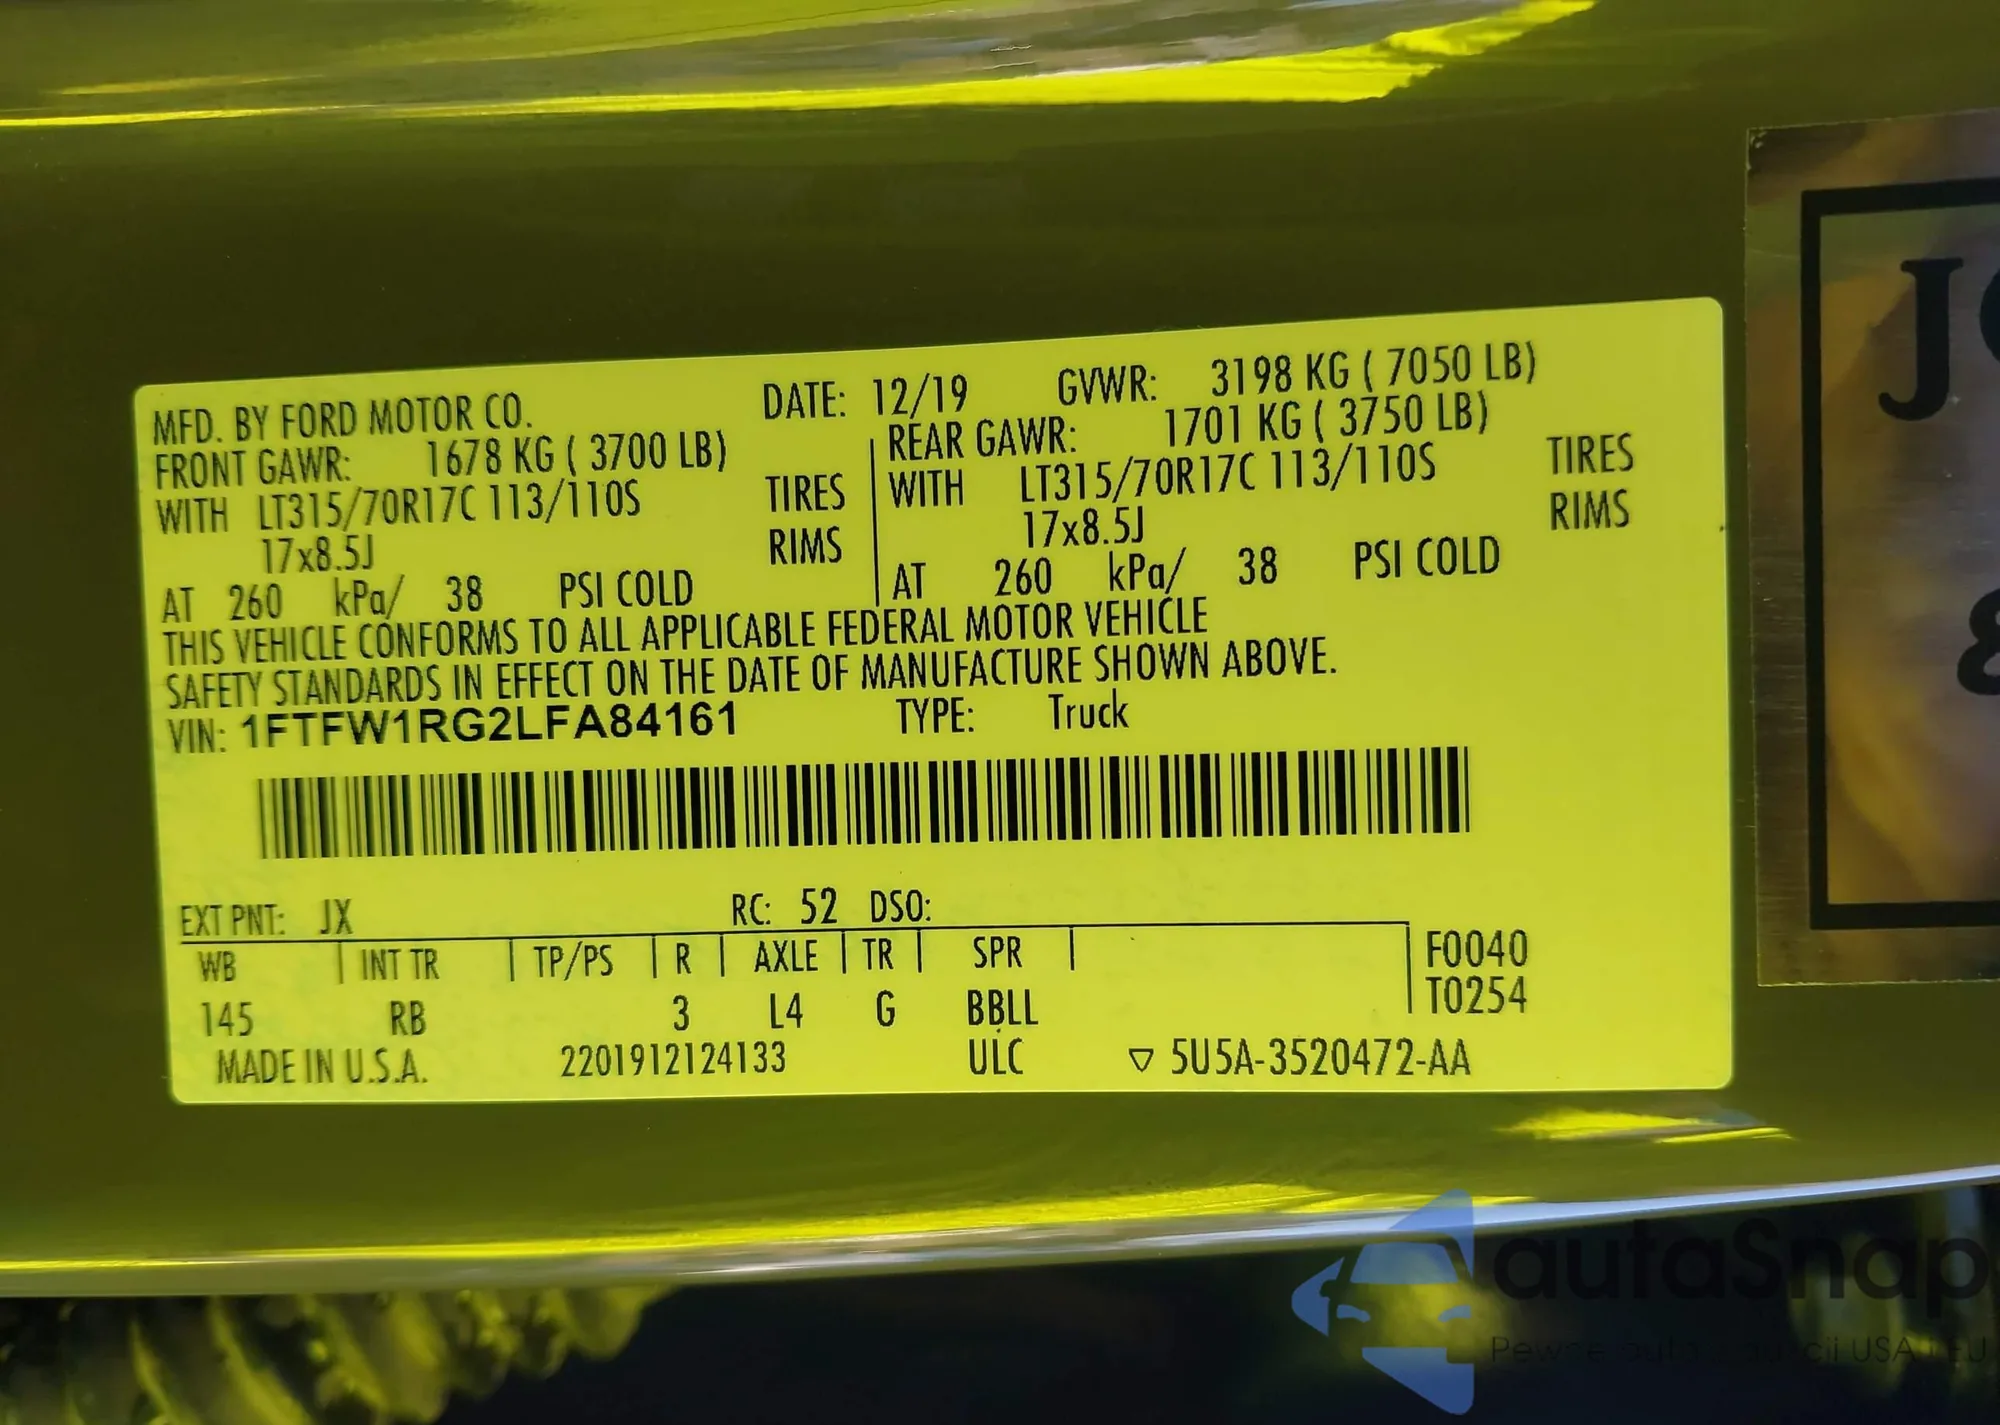 MFD. BY FORD MOTOR CO. DATE: 12/19 GVWR: 3198 KG ( 7050 LB)
FRONT GAWR: 1678 KG ( 3700 LB) REAR GAWR: 1701 KG ( 3750 LB)
WITH LT315/70R17C 113/110S TIRES WITH LT315/70R17C 113/110S TIRES
17x8.5J RIMS 17x8.5J RIMS
AT 260 kPa/ 38 PSI COLD AT 260 kPa/ 38 PSI COLD
THIS VEHICLE CONFORMS TO ALL APPLICABLE FEDERAL MOTOR VEHICLE
SAFETY STANDARDS IN EFFECT ON THE DATE OF MANUFACTURE SHOWN ABOVE.
VIN: 1FTFW1RG2LFA84161 TYPE: Truck
EXT PNT: JX RC: 52 DSO:
WB INT TR TP/PS R AXLE TR SPR F0040
145 RB 3 L4 G BBLL T0254
MADE IN U.S.A. 2201912124133 ULC ▽ 5U5A-3520472-AA
J
&
autaSnap
USA